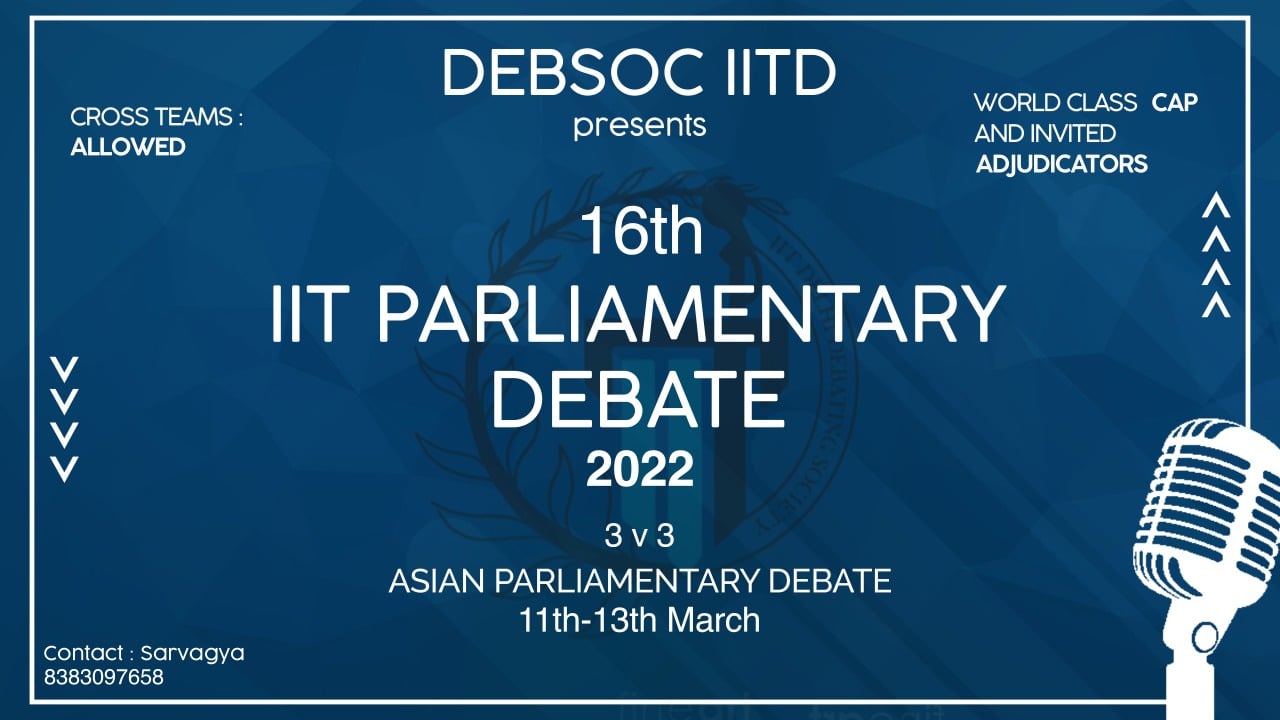 DEBSOC IITD
presents
CROSS TEAMS :
ALLOWED
WORLD CLASS CAP
AND INVITED
ADJUDICATORS
16th
IIT PARLIAMENTARY
DEBATE
2022
3 v 3
ASIAN PARLIAMENTARY DEBATE
11th-13th March
Contact : Sarvagya
8383097658